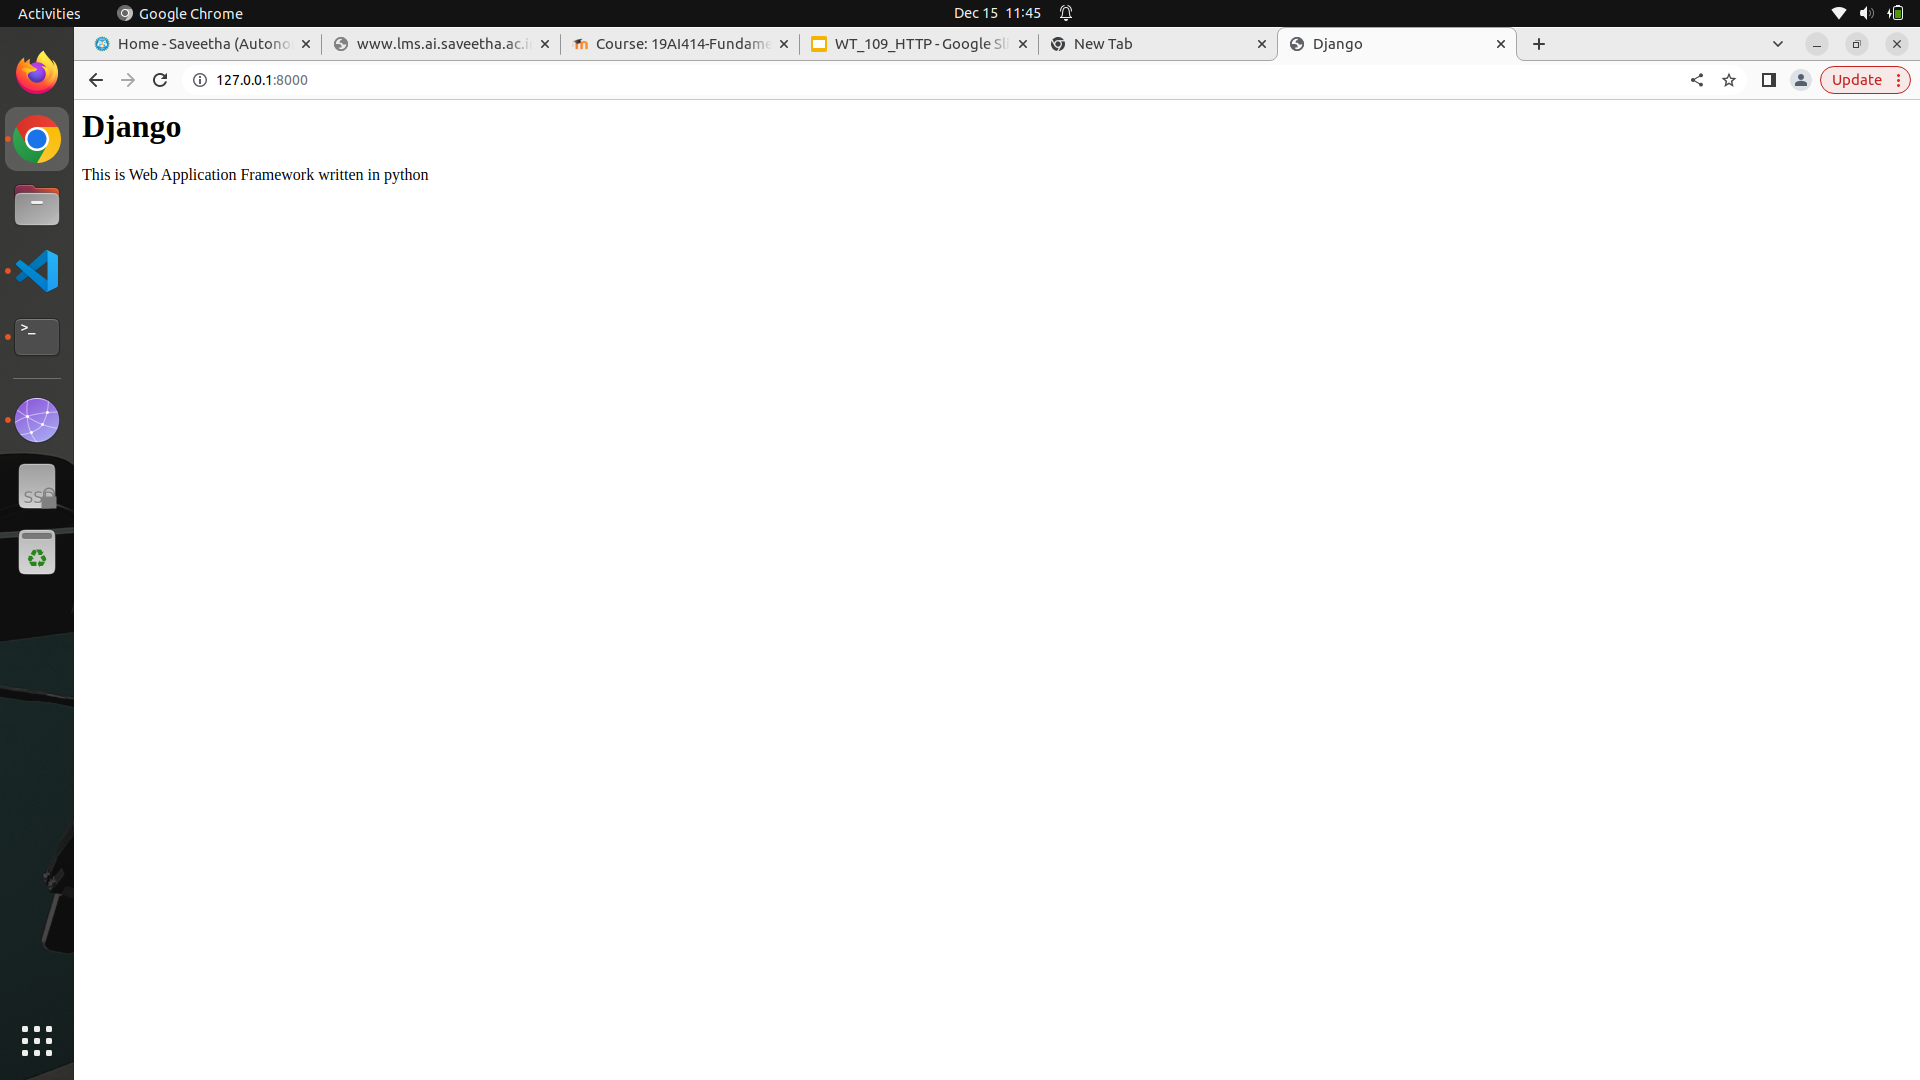 Activities
Google Chrome
Dec 15 11:45
Home - Saveetha (Autono
www.lms.ai.saveetha.ac.i
Course: 19AI414-Fundame
WT_109_HTTP - Google Sl
New Tab
Django
127.0.0.1:8000
Update
Django
This is Web Application Framework written in python
>_
SS